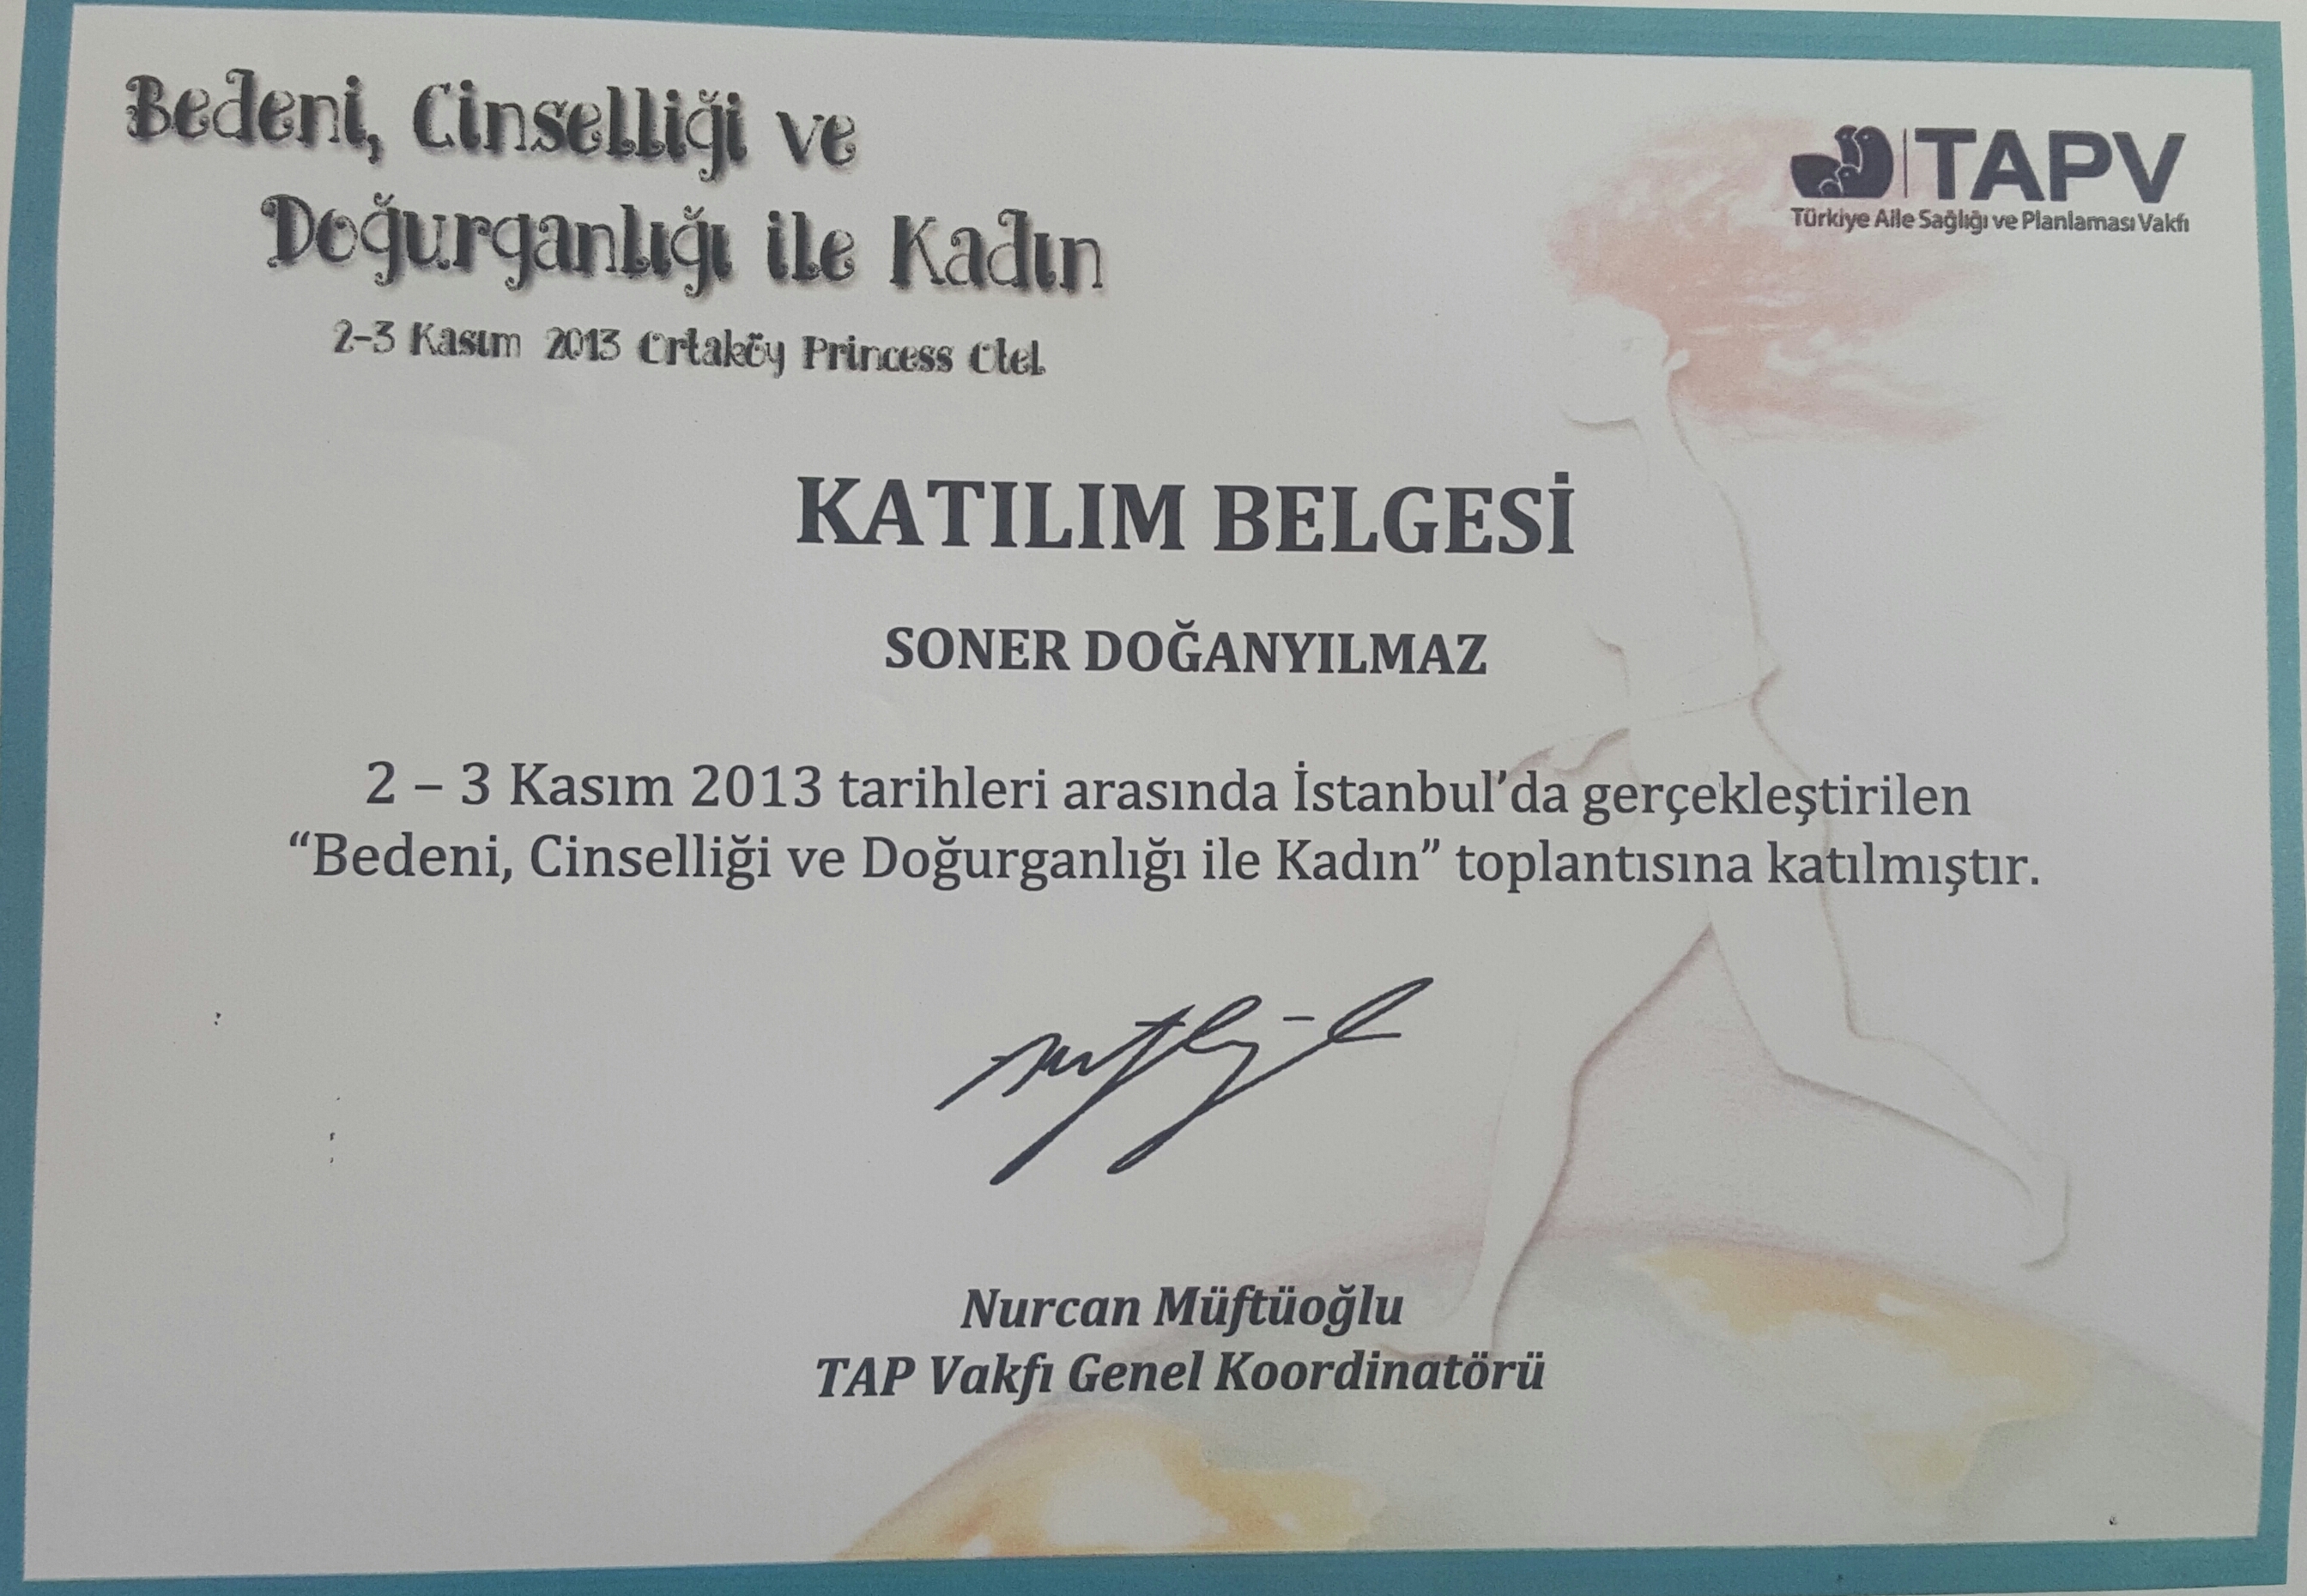 Bedeni, Cinselliği ve
Doğurganlığı ile Kadın
2-3 Kasım 2013 Ortaköy Princess Otel
TAPV
Türkiye Aile Sağlığı ve Planlaması Vakfı
KATILIM BELGESİ
SONER DOĞANYILMAZ
2 – 3 Kasım 2013 tarihleri arasında İstanbul’da gerçekleştirilen
“Bedeni, Cinselliği ve Doğurganlığı ile Kadın” toplantısına katılmıştır.
Nurcan Müftüoğlu
TAP Vakfı Genel Koordinatörü